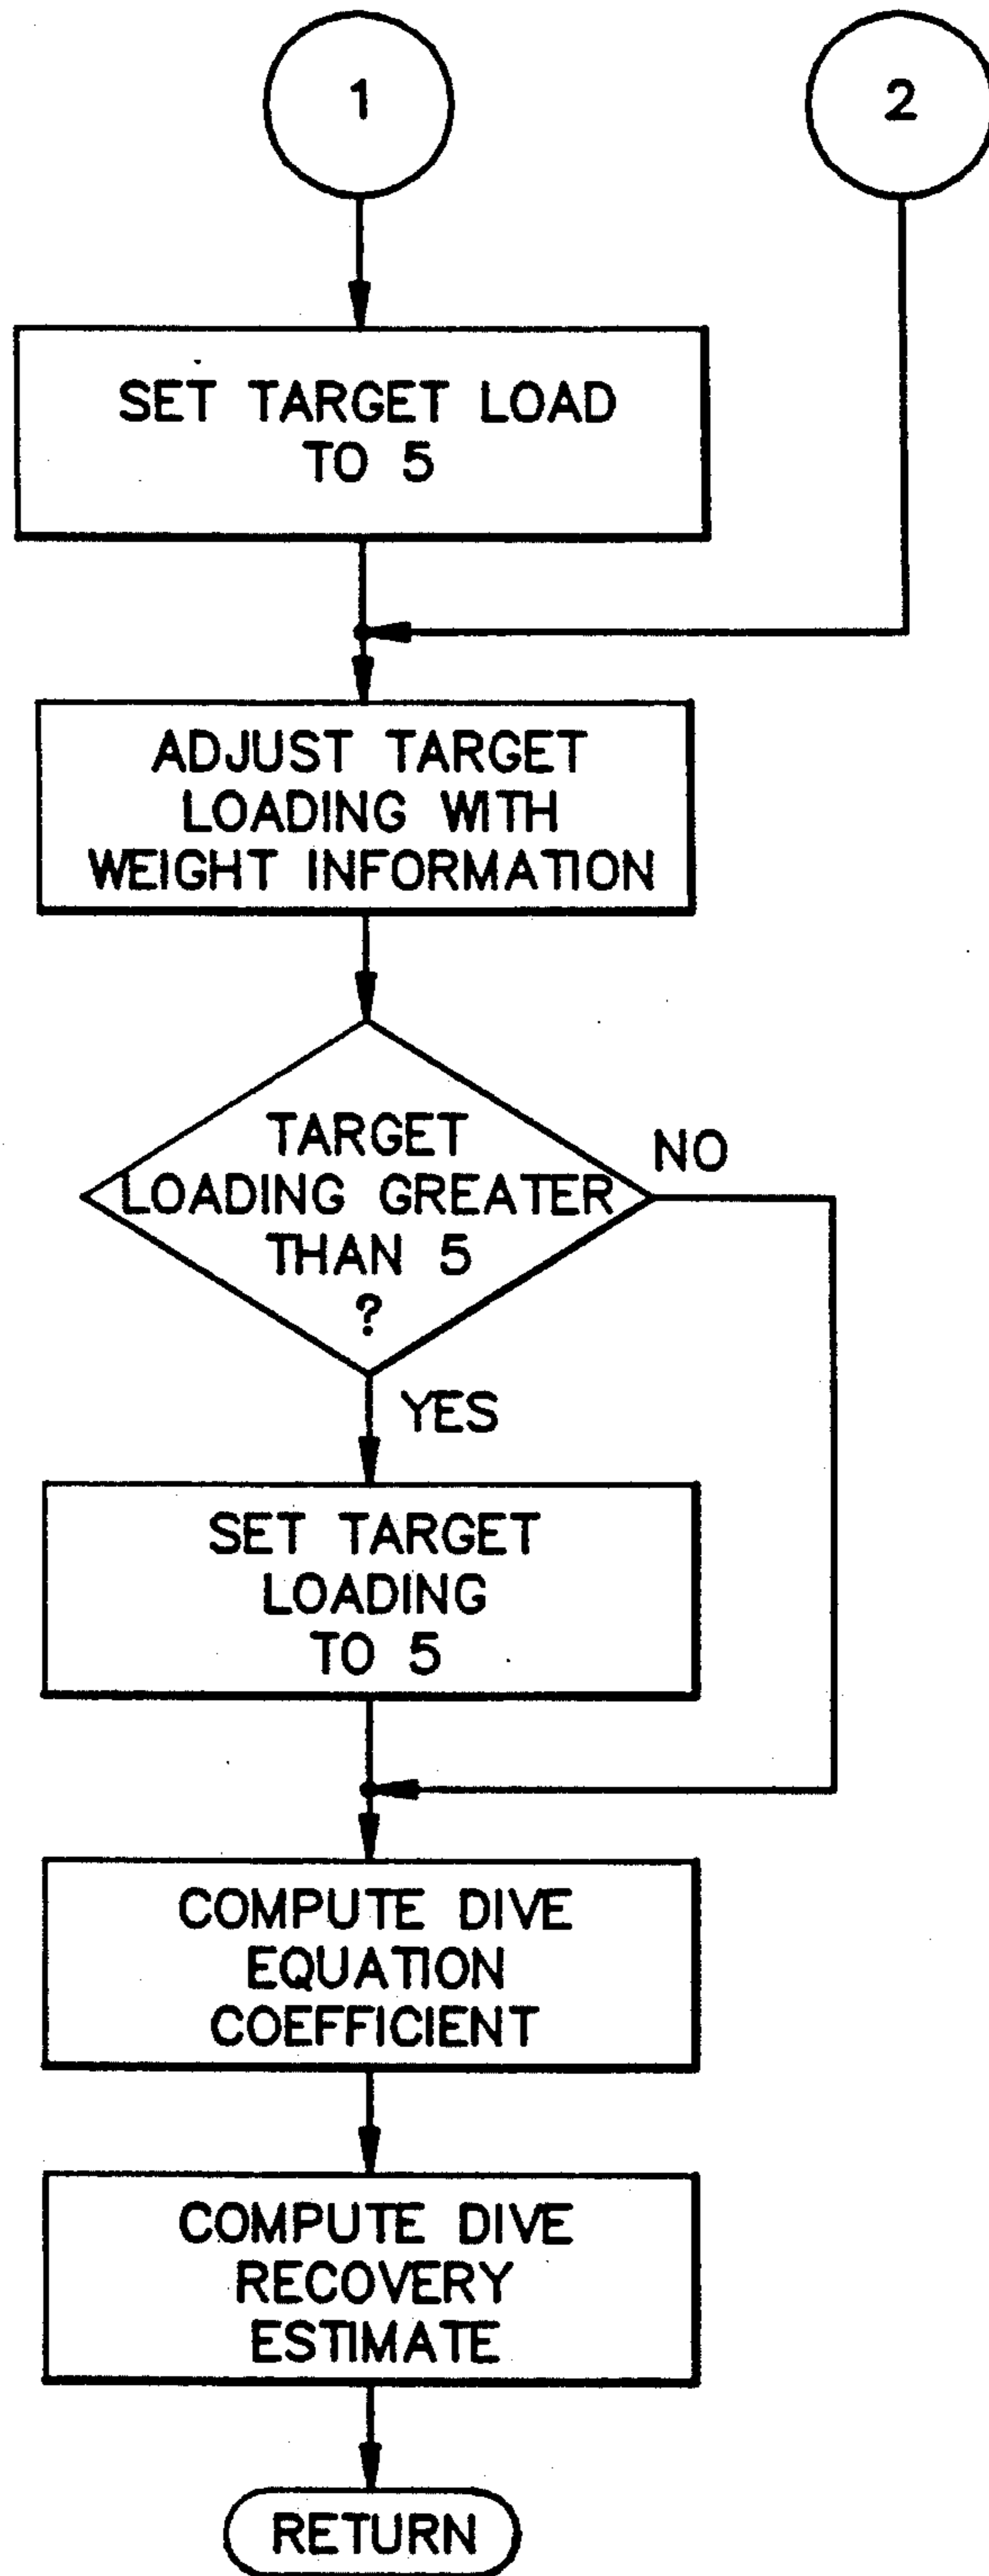 1
2
SET TARGET LOAD
TO 5
ADJUST TARGET
LOADING WITH
WEIGHT INFORMATION
TARGET
LOADING GREATER
THAN 5
?
NO
YES
SET TARGET
LOADING
TO 5
COMPUTE DIVE
EQUATION
COEFFICIENT
COMPUTE DIVE
RECOVERY
ESTIMATE
RETURN